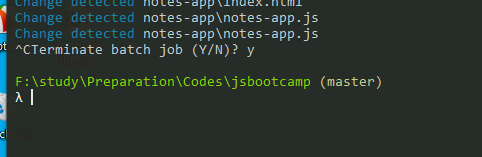 Change detected notes-app\index.html
Change detected notes-app\notes-app.js
Change detected notes-app\notes-app.js
^CTerminate batch job (Y/N)? y
F:\study\Preparation\Codes\jsbootcamp (master)
λ